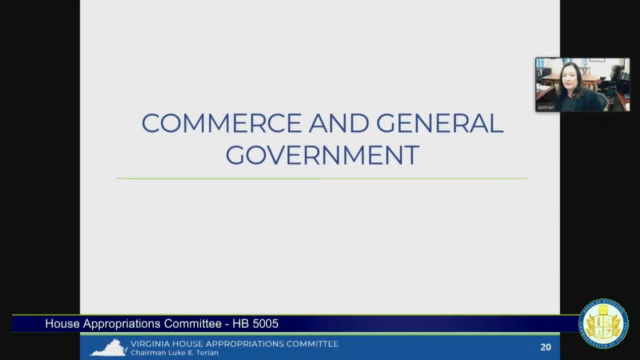 COMMERCE AND GENERAL
GOVERNMENT
House Appropriations Committee - HB 5005
VIRGINIA HOUSE APPROPRIATIONS COMMITTEE
Chairman Luke E. Torian
20